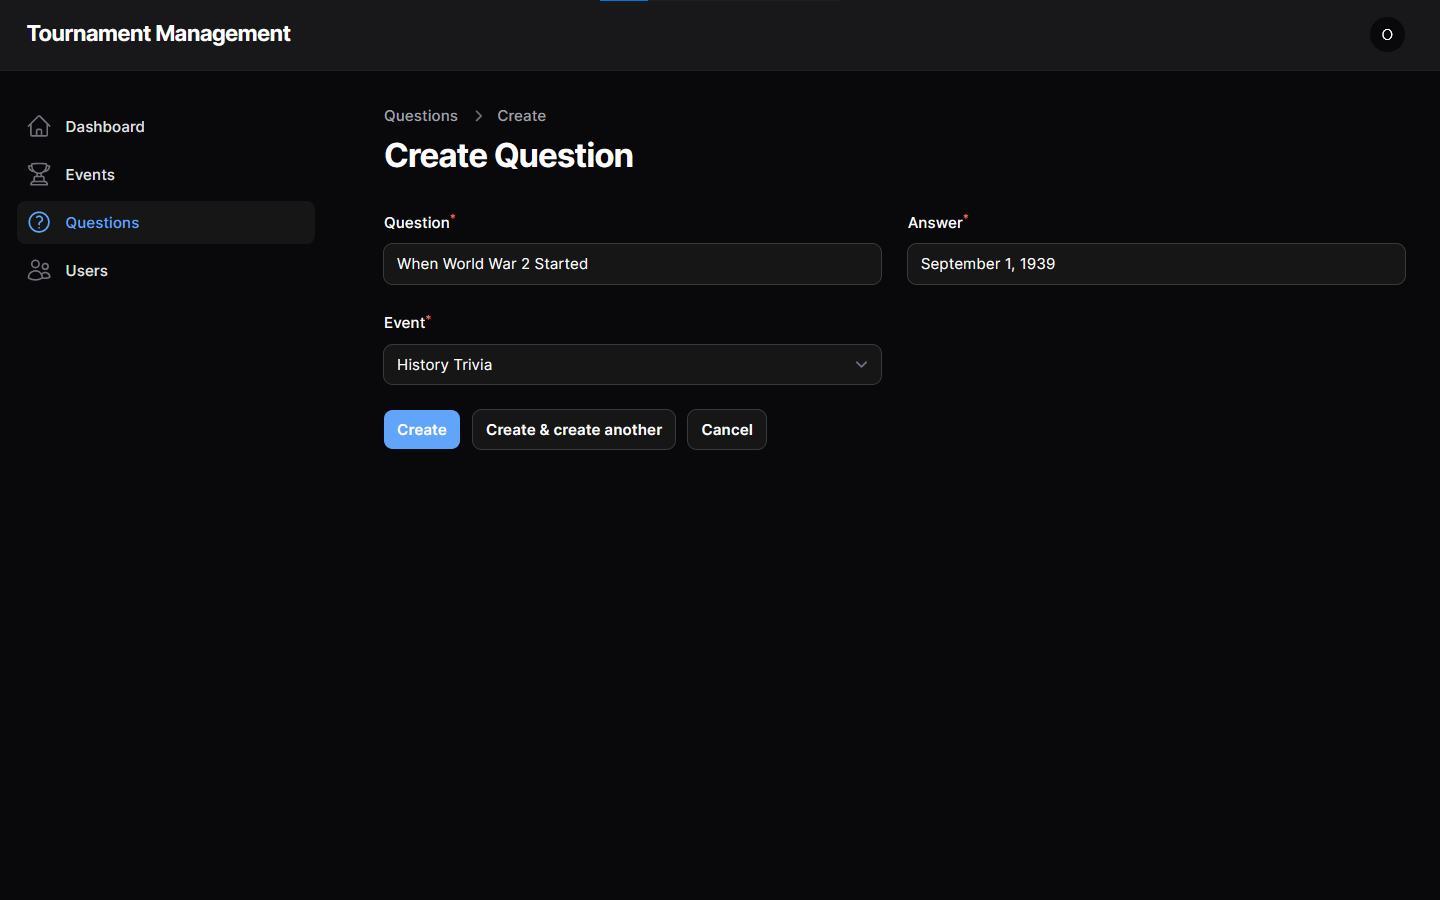 Tournament Management
O
Dashboard
Events
Questions
Users
Questions > Create
Create Question
Question*
When World War 2 Started
Answer*
September 1, 1939
Event*
History Trivia
Create
Create & create another
Cancel